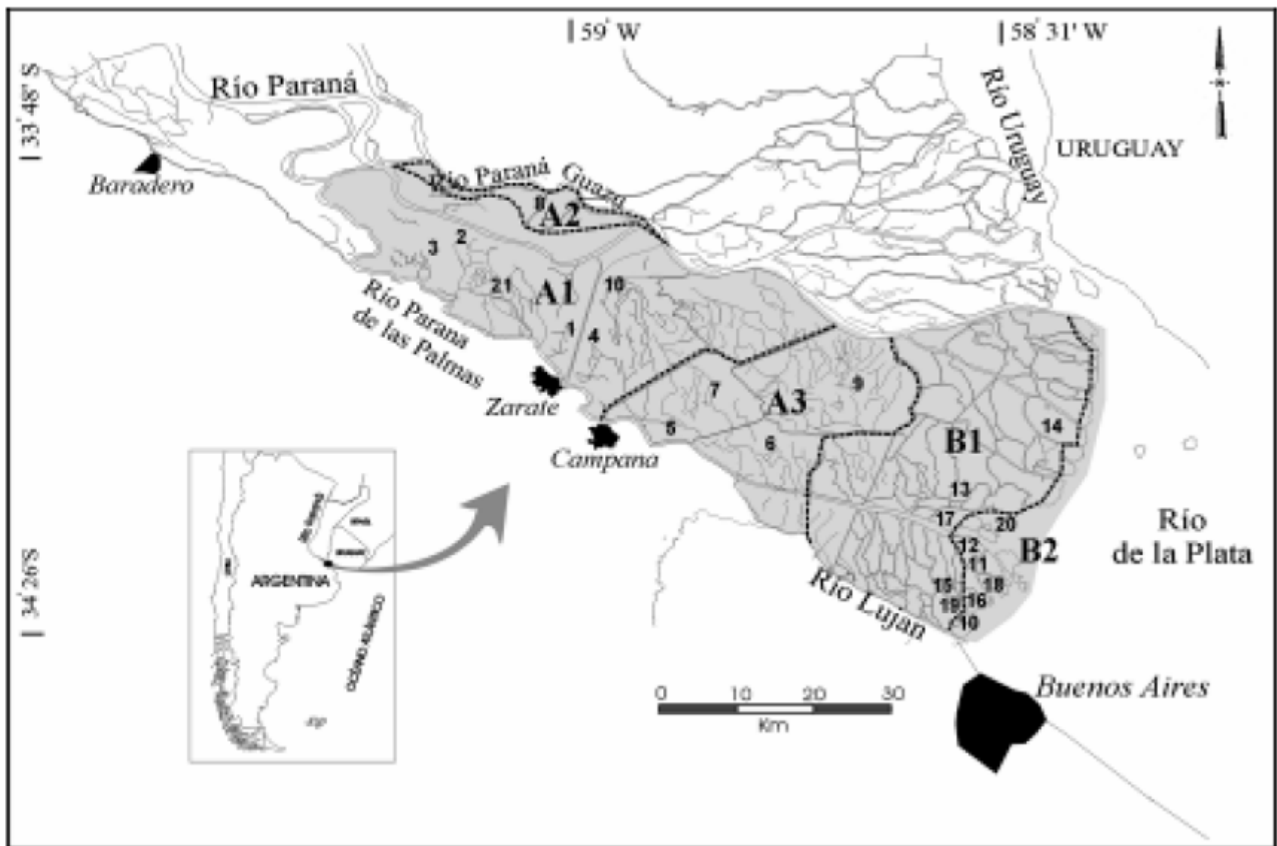 59° W
58° 31' W
33° 48' S
34° 26'S
Río Paraná
Río Uruguay
URUGUAY
Baradero
Río Paraná Guazu
8
A2
2
3
21
A1
10
Río Parana
de las Palmas
1
4
Zarate
7
9
A3
5
6
Campana
14
B1
13
17
20
Río
de la Plata
12
B2
11
15
18
19
16
10
Río Lujan
ARGENTINA
OCEANO ATLANTICO
Buenos Aires
0 10 20 30
Km